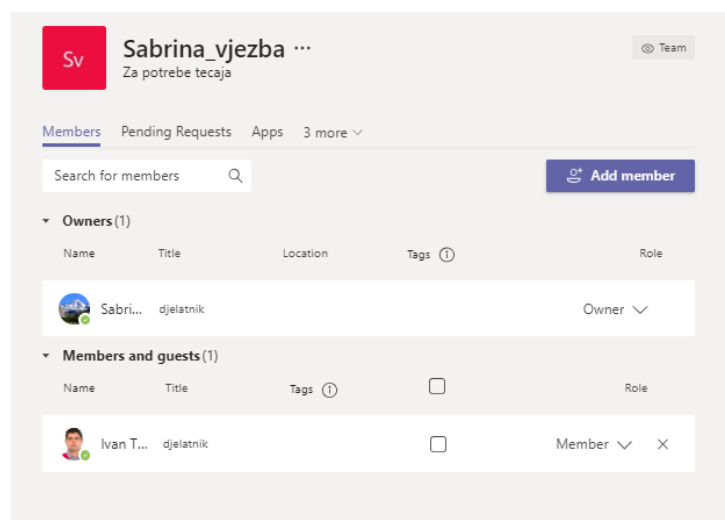 Sv
Sabrina_vjezba ...
Za potrebe tecaja
Team
Members Pending Requests Apps 3 more
Search for members
Add member
Owners (1)
Name Title Location Tags Role
Sabri... djelatnik Owner
Members and guests (1)
Name Title Tags Role
Ivan T... djelatnik Member